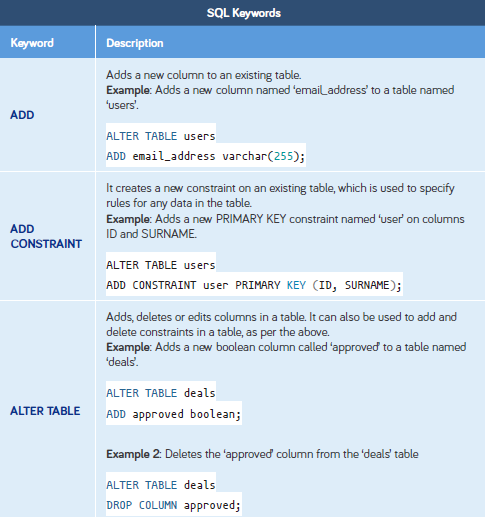 SQL Keywords
Keyword
Description
ADD
Adds a new column to an existing table.
Example: Adds a new column named ‘email_address’ to a table named
‘users’.
ALTER TABLE users
ADD email_address varchar(255);
ADD
CONSTRAINT
It creates a new constraint on an existing table, which is used to specify
rules for any data in the table.
Example: Adds a new PRIMARY KEY constraint named ‘user’ on columns
ID and SURNAME.
ALTER TABLE users
ADD CONSTRAINT user PRIMARY KEY (ID, SURNAME);
ALTER TABLE
Adds, deletes or edits columns in a table. It can also be used to add and
delete constraints in a table, as per the above.
Example: Adds a new boolean column called ‘approved’ to a table named
‘deals’.
ALTER TABLE deals
ADD approved boolean;
Example 2: Deletes the ‘approved’ column from the ‘deals’ table
ALTER TABLE deals
DROP COLUMN approved;